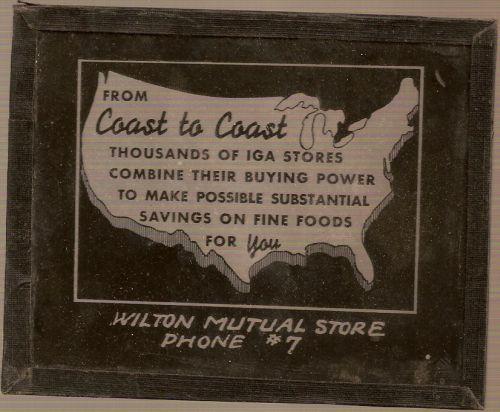 FROM
Coast to Coast
THOUSANDS OF IGA STORES
COMBINE THEIR BUYING POWER
TO MAKE POSSIBLE SUBSTANTIAL
SAVINGS ON FINE FOODS
FOR You
WILTON MUTUAL STORE
PHONE #7